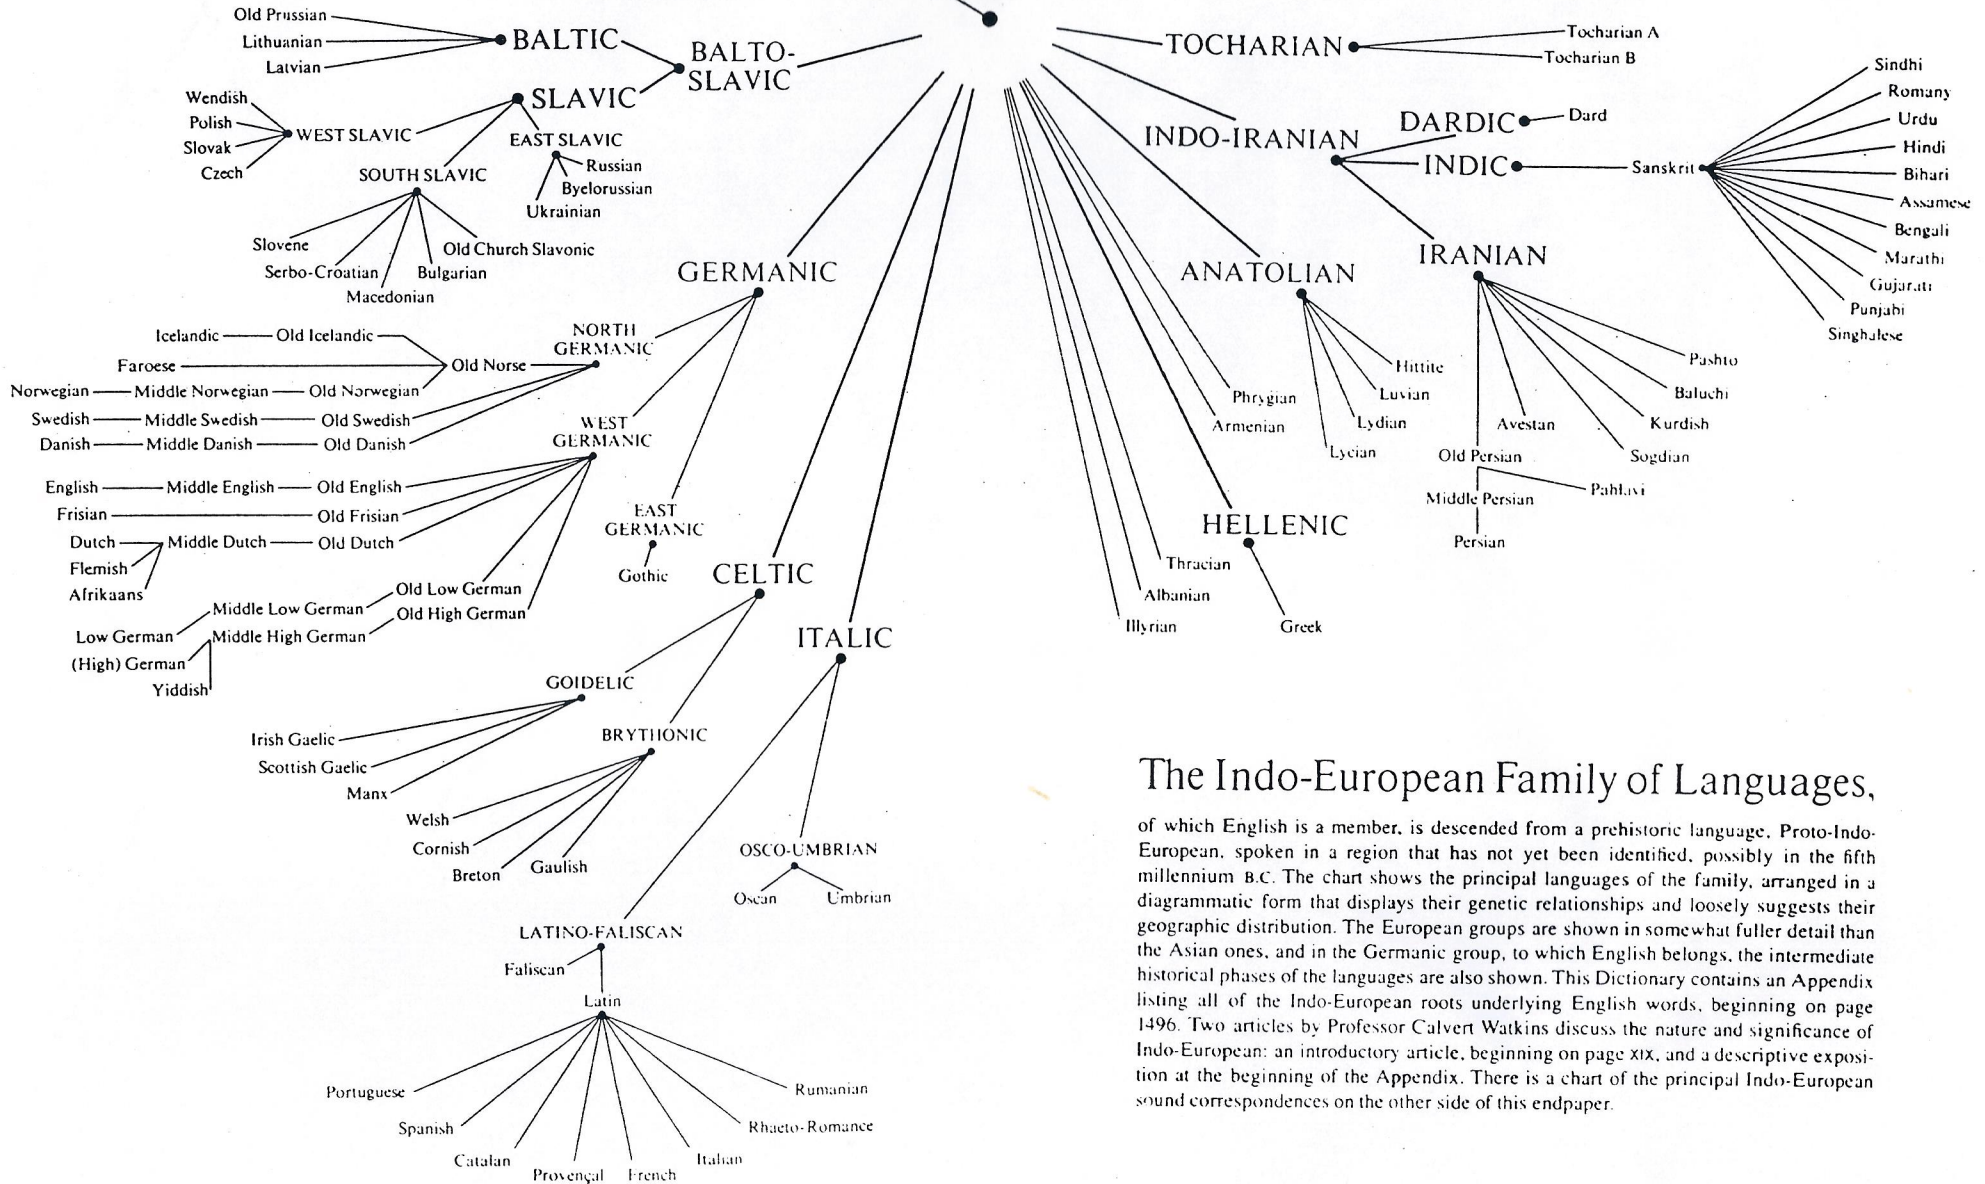 Old Prussian
Lithuanian
Latvian
BALTIC
BALTO-
SLAVIC
SLAVIC
Wendish
Polish
Slovak
Czech
WEST SLAVIC
EAST SLAVIC
Russian
Byelorussian
Ukrainian
SOUTH SLAVIC
Slovene
Serbo-Croatian
Macedonian
Bulgarian
Old Church Slavonic
GERMANIC
NORTH
GERMANIC
Icelandic
Old Icelandic
Faroese
Old Norse
Norwegian
Middle Norwegian
Old Norwegian
Swedish
Middle Swedish
Old Swedish
Danish
Middle Danish
Old Danish
WEST
GERMANIC
English
Middle English
Old English
Frisian
Old Frisian
Dutch
Middle Dutch
Old Dutch
Flemish
Afrikaans
Old Low German
Middle Low German
Low German
Old High German
Middle High German
(High) German
Yiddish
EAST
GERMANIC
Gothic
CELTIC
GOIDELIC
Irish Gaelic
Scottish Gaelic
Manx
BRYTHONIC
Welsh
Cornish
Breton
Gaulish
ITALIC
OSCO-UMBRIAN
Oscan
Umbrian
LATINO-FALISCAN
Faliscan
Latin
Portuguese
Spanish
Catalan
Provençal
French
Italian
Rhaeto-Romance
Rumanian
TOCHARIAN
Tocharian A
Tocharian B
INDO-IRANIAN
DARDIC
Dard
INDIC
Sanskrit
Sindhi
Romany
Urdu
Hindi
Bihari
Assamese
Bengali
Marathi
Gujarati
Punjabi
Singhalese
IRANIAN
Pashto
Baluchi
Kurdish
Sogdian
Avestan
Old Persian
Pahlavi
Middle Persian
Persian
ANATOLIAN
Hittite
Luvian
Lydian
Lycian
Phrygian
Armenian
HELLENIC
Greek
Thracian
Albanian
Illyrian
The Indo-European Family of Languages,
of which English is a member, is descended from a prehistoric language, Proto-Indo-
European, spoken in a region that has not yet been identified, possibly in the fifth
millennium B.C. The chart shows the principal languages of the family, arranged in a
diagrammatic form that displays their genetic relationships and loosely suggests their
geographic distribution. The European groups are shown in somewhat fuller detail than
the Asian ones, and in the Germanic group, to which English belongs, the intermediate
historical phases of the languages are also shown. This Dictionary contains an Appendix
listing all of the Indo-European roots underlying English words, beginning on page
1496. Two articles by Professor Calvert Watkins discuss the nature and significance of
Indo-European: an introductory article, beginning on page XIX, and a descriptive exposi-
tion at the beginning of the Appendix. There is a chart of the principal Indo-European
sound correspondences on the other side of this endpaper.